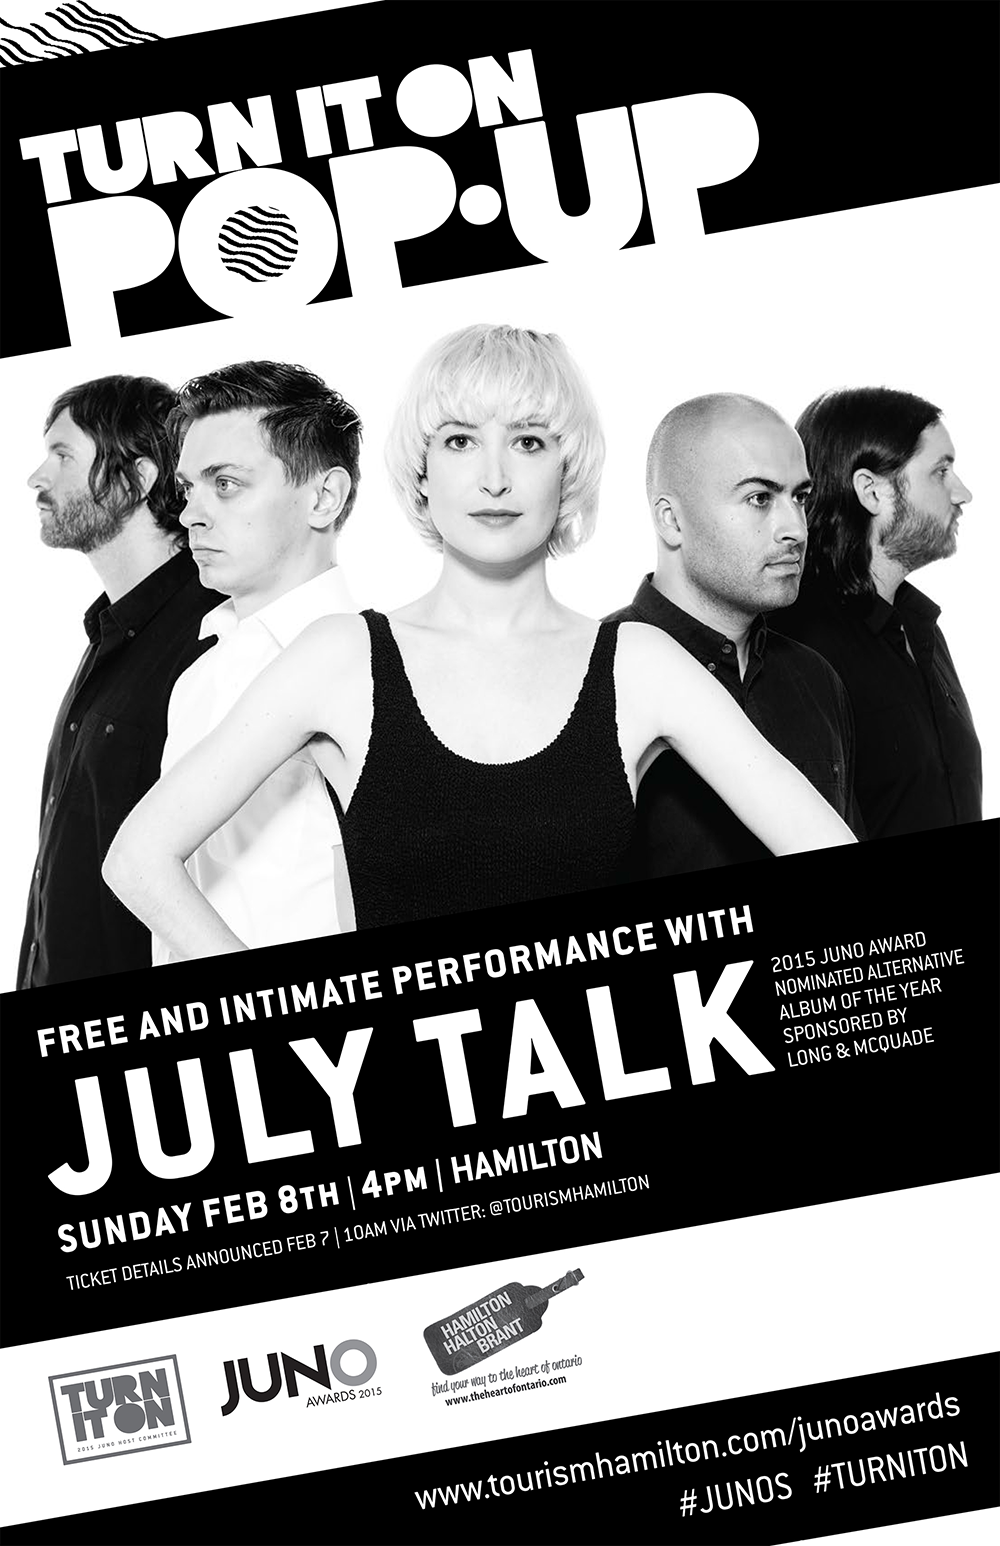 TURN IT ON
POP·UP
FREE AND INTIMATE PERFORMANCE WITH
JULY TALK
2015 JUNO AWARD
NOMINATED ALTERNATIVE
ALBUM OF THE YEAR
SPONSORED BY
LONG & MCQUADE
SUNDAY FEB 8TH | 4PM | HAMILTON
TICKET DETAILS ANNOUNCED FEB 7 | 10AM VIA TWITTER: @TOURISMHAMILTON
TURN
IT ON
2015 JUNO HOST COMMITTEE
JUNO
AWARDS 2015
HAMILTON
HALTON
BRANT
find your way to the heart of ontario
www.theheartofontario.com
www.tourismhamilton.com/junoawards
#JUNOS #TURNITON